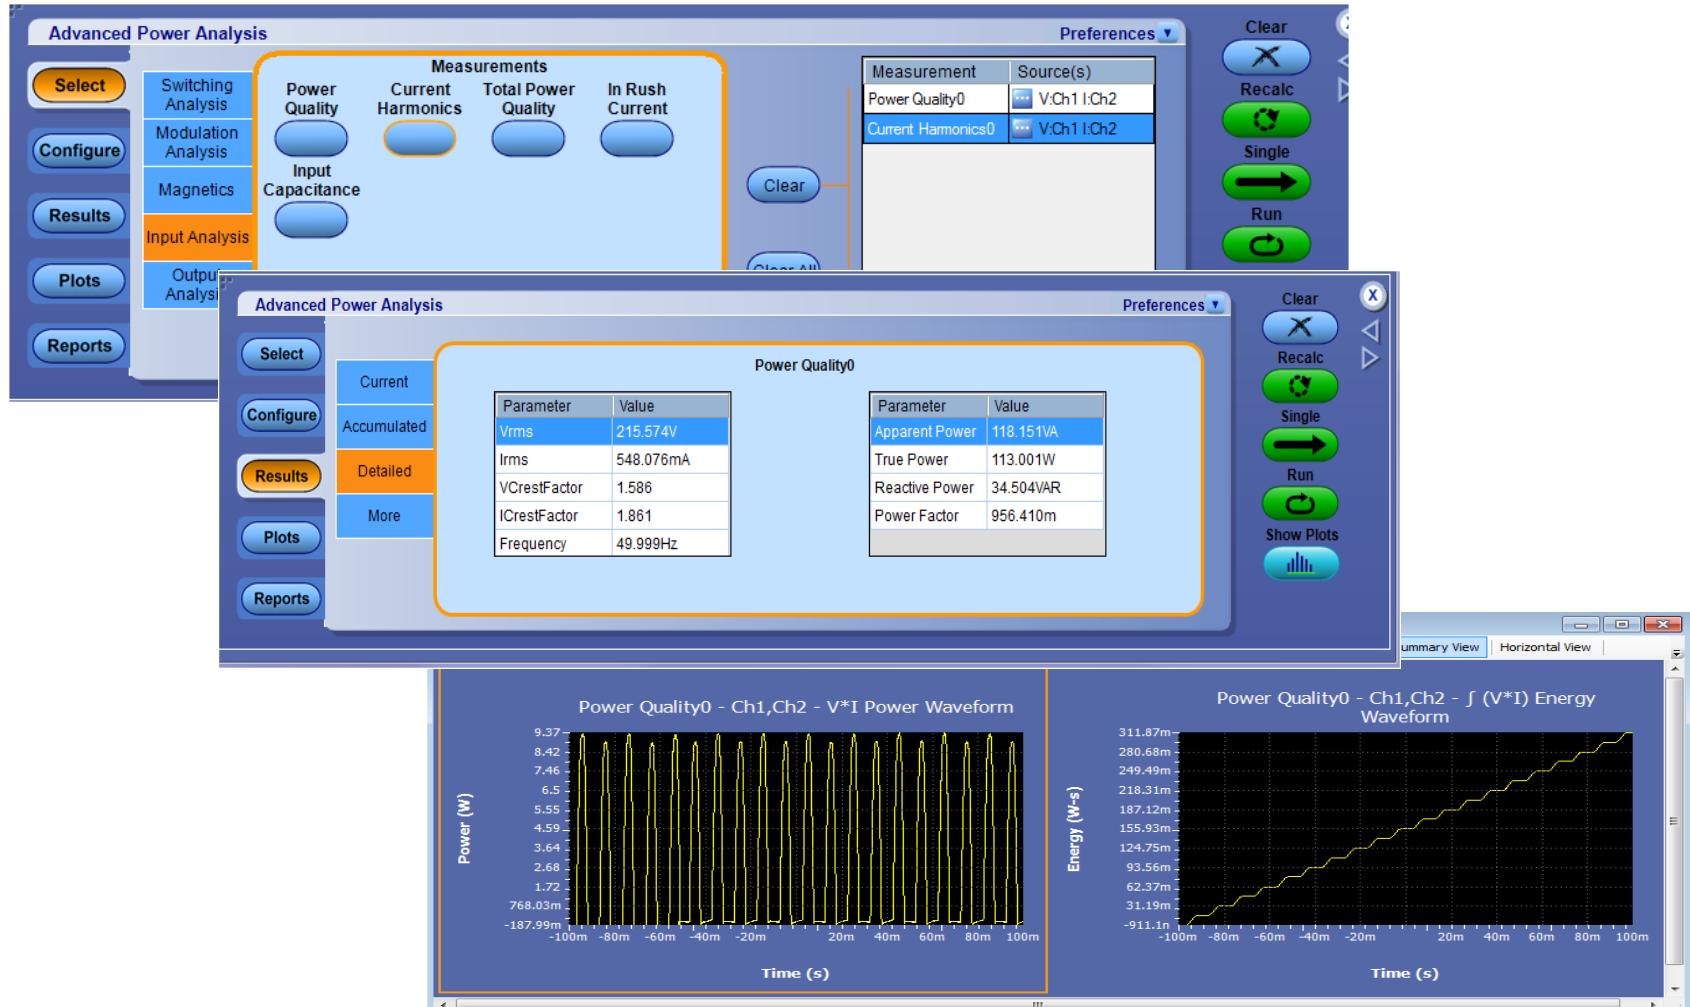 Advanced Power Analysis
Preferences
Clear
Select
Configure
Results
Plots
Reports
Switching
Analysis
Modulation
Analysis
Magnetics
Input Analysis
Output
Analysis
Measurements
Power
Quality
Current
Harmonics
Total Power
Quality
In Rush
Current
Input
Capacitance
Clear
Clear All
Measurement Source(s)
Power Quality0 V:Ch1 I:Ch2
Current Harmonics0 V:Ch1 I:Ch2
Recalc
Single
Run
Advanced Power Analysis
Preferences
Clear
X
Select
Configure
Results
Plots
Reports
Current
Accumulated
Detailed
More
Power Quality0
Parameter Value
Vrms 215.574V
Irms 548.076mA
VCrestFactor 1.586
ICrestFactor 1.861
Frequency 49.999Hz
Parameter Value
Apparent Power 118.151VA
True Power 113.001W
Reactive Power 34.504VAR
Power Factor 956.410m
Recalc
Single
Run
Show Plots
ummary View Horizontal View
Power Quality0 - Ch1,Ch2 - V*I Power Waveform
Power (W)
9.37
8.42
7.46
6.5
5.55
4.59
3.64
2.68
1.72
768.03m
-187.99m
-100m -80m -60m -40m -20m 20m 40m 60m 80m 100m
Time (s)
Power Quality0 - Ch1,Ch2 - ∫ (V*I) Energy
Waveform
Energy (W-s)
311.87m
280.68m
249.49m
218.31m
187.12m
155.93m
124.75m
93.56m
62.37m
31.19m
-911.1n
-100m -80m -60m -40m -20m 20m 40m 60m 80m 100m
Time (s)